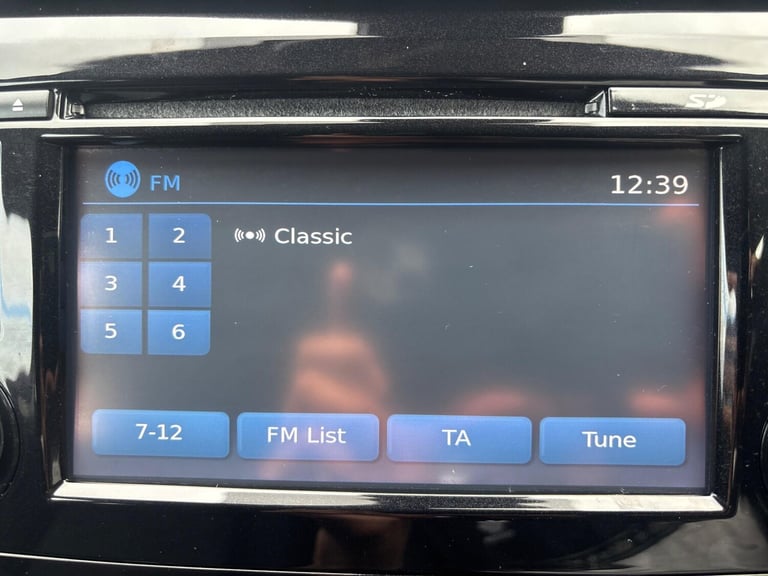 SD
FM 12:39
1 2 Classic
3 4
5 6
7-12 FM List TA Tune